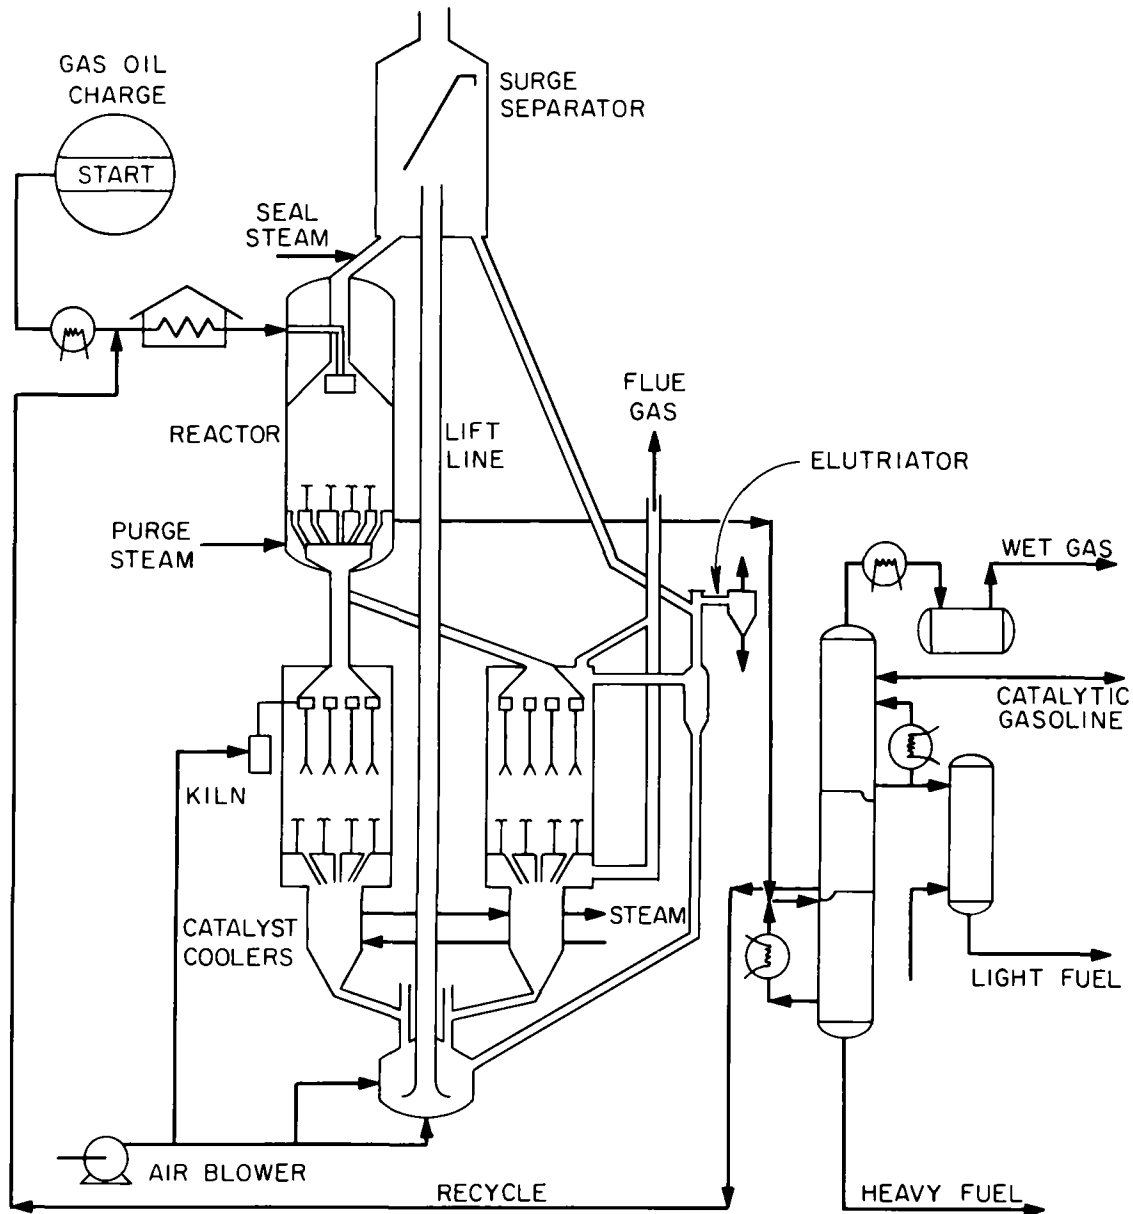 GAS OIL
CHARGE
START
SURGE
SEPARATOR
SEAL
STEAM
FLUE
GAS
REACTOR
LIFT
LINE
ELUTRIATOR
PURGE
STEAM
WET GAS
CATALYTIC
GASOLINE
KILN
CATALYST
COOLERS
STEAM
LIGHT FUEL
AIR BLOWER
RECYCLE
HEAVY FUEL